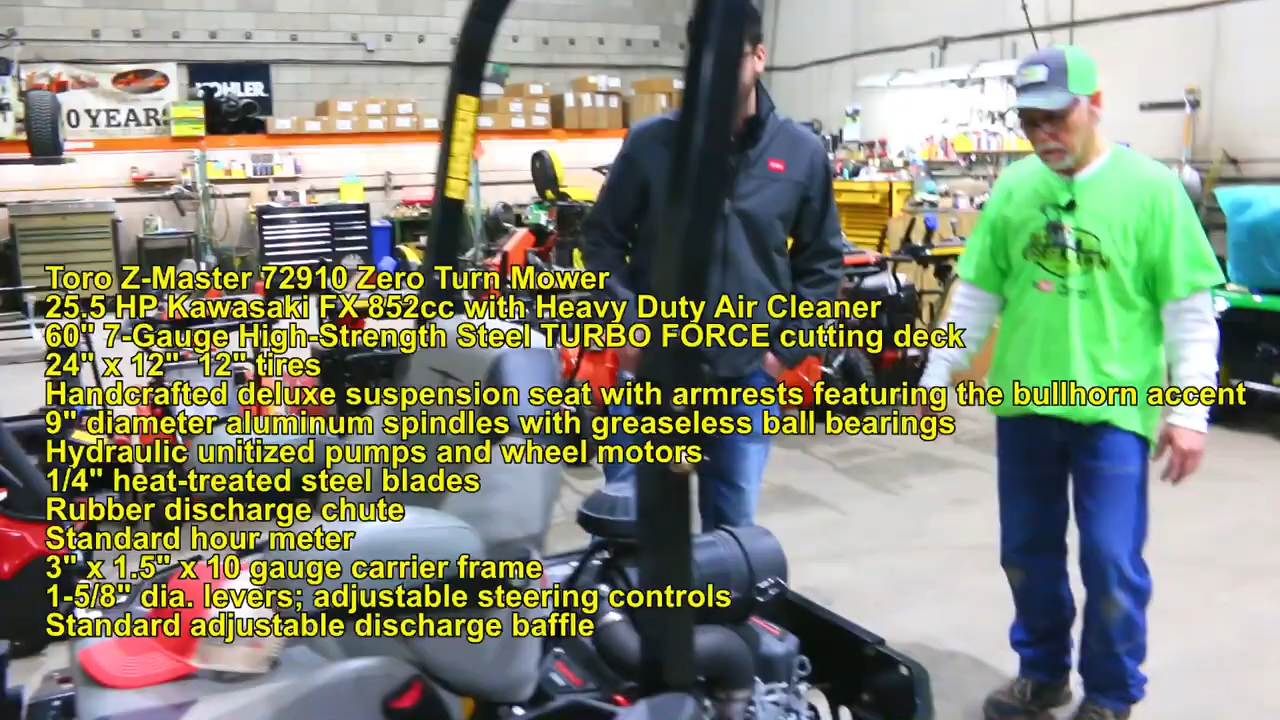 KOHLER
0 YEARS
Toro Z-Master 72910 Zero Turn Mower
25.5 HP Kawasaki FX 852cc with Heavy Duty Air Cleaner
60" 7-Gauge High-Strength Steel TURBO FORCE cutting deck
24" x 12" 12" tires
Handcrafted deluxe suspension seat with armrests featuring the bullhorn accent
9" diameter aluminum spindles with greaseless ball bearings
Hydraulic unitized pumps and wheel motors
1/4" heat-treated steel blades
Rubber discharge chute
Standard hour meter
3" x 1.5" x 10 gauge carrier frame
1-5/8" dia. levers; adjustable steering controls
Standard adjustable discharge baffle